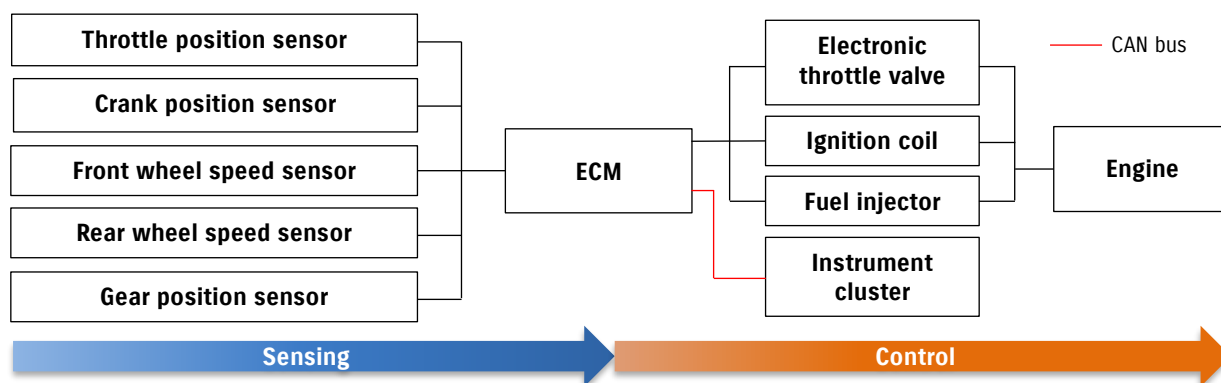 Throttle position sensor
Crank position sensor
Front wheel speed sensor
Rear wheel speed sensor
Gear position sensor
ECM
Electronic
throttle valve
Ignition coil
Fuel injector
Instrument
cluster
Engine
CAN bus
Sensing
Control